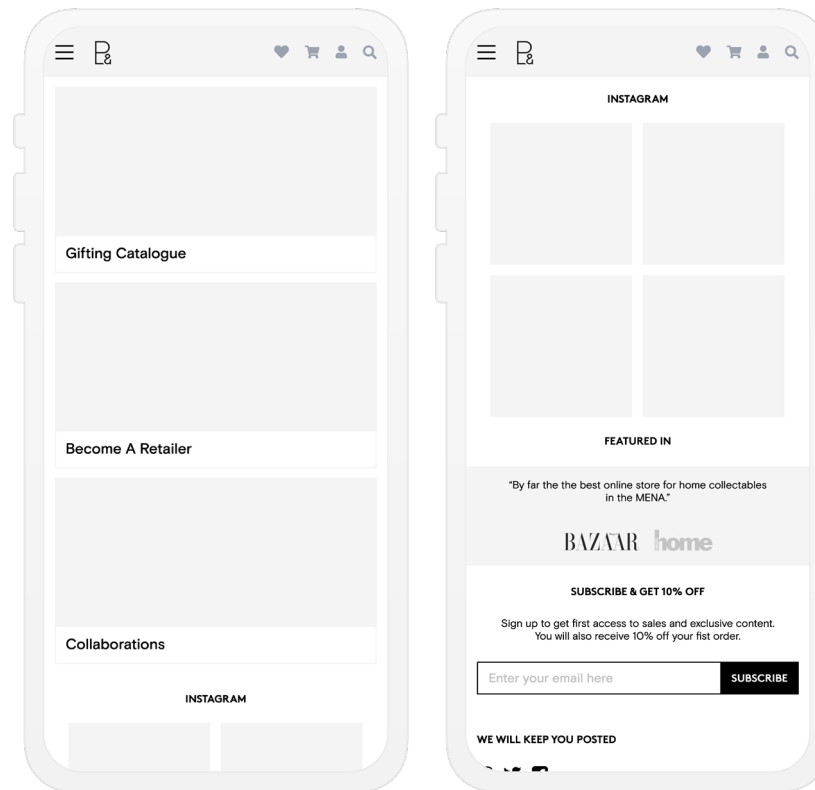 P&
Gifting Catalogue
Become A Retailer
Collaborations
INSTAGRAM
P&
INSTAGRAM
FEATURED IN
“By far the the best online store for home collectables
in the MENA.”
BAZAAR home
SUBSCRIBE & GET 10% OFF
Sign up to get first access to sales and exclusive content.
You will also receive 10% off your fist order.
Enter your email here SUBSCRIBE
WE WILL KEEP YOU POSTED